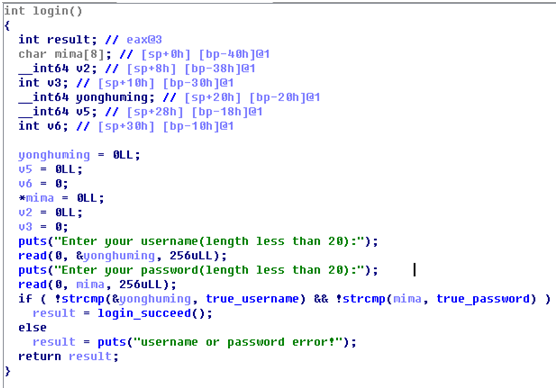 int login()
{
int result; // eax@3
char mima[8]; // [sp+0h] [bp-40h]@1
__int64 v2; // [sp+8h] [bp-38h]@1
int v3; // [sp+10h] [bp-30h]@1
__int64 yonghuming; // [sp+20h] [bp-20h]@1
__int64 v5; // [sp+28h] [bp-18h]@1
int v6; // [sp+30h] [bp-10h]@1
yonghuming = 0LL;
v5 = 0LL;
v6 = 0;
*mima = 0LL;
v2 = 0LL;
v3 = 0;
puts("Enter your username(length less than 20):");
read(0, &yonghuming, 256uLL);
puts("Enter your password(length less than 20):");
read(0, mima, 256uLL);
if ( !strcmp(&yonghuming, true_username) && !strcmp(mima, true_password) )
result = login_succeed();
else
result = puts("username or password error!");
return result;
}